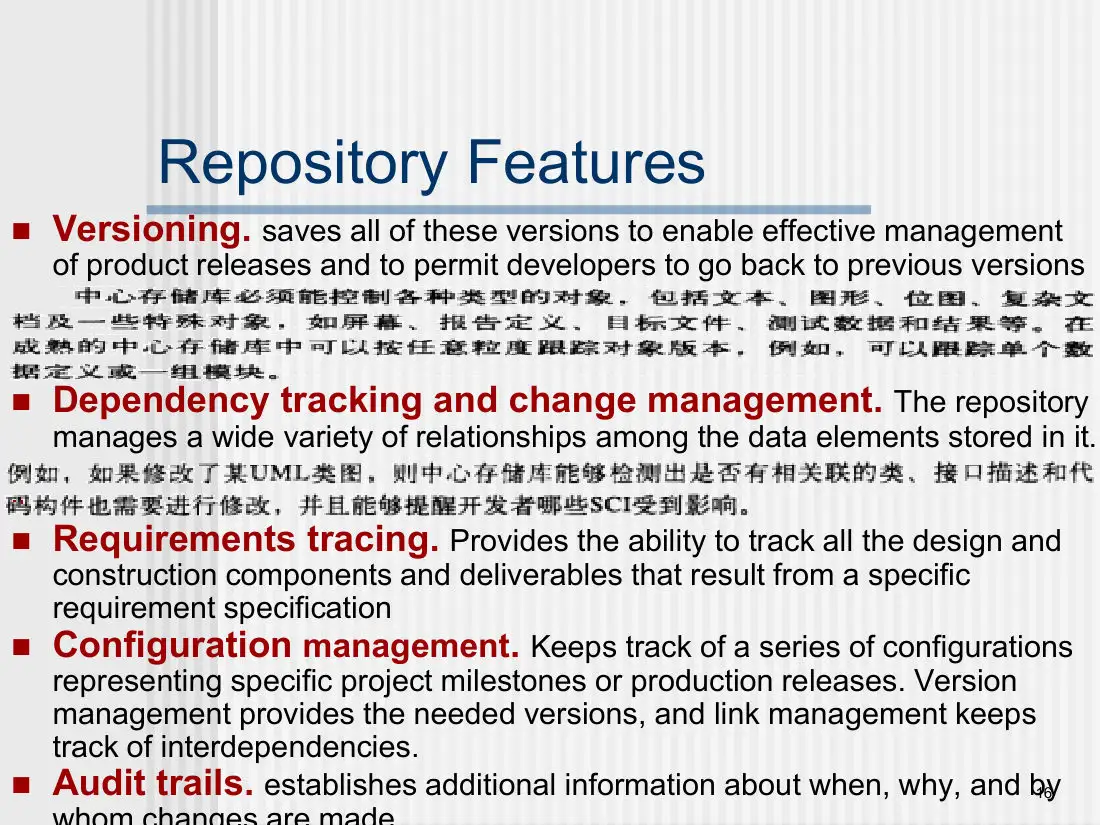 Repository Features
■ Versioning. saves all of these versions to enable effective management
of product releases and to permit developers to go back to previous versions
中心存储库必须能控制各种类型的对象，包括文本、图形、位图、复杂文
档及一些特殊对象，如屏幕、报告定义、目标文件、测试数据和结果等。在
成熟的中心存储库中可以按任意粒度跟踪对象版本，例如，可以跟踪单个数
据定义或一组模块。
■ Dependency tracking and change management. The repository
manages a wide variety of relationships among the data elements stored in it.
例如，如果修改了某UML类图，则中心存储库能够检测出是否有相关联的类、接口描述和代
码构件也需要进行修改，并且能够提醒开发者哪些SCI受到影响。
■ Requirements tracing. Provides the ability to track all the design and
construction components and deliverables that result from a specific
requirement specification
■ Configuration management. Keeps track of a series of configurations
representing specific project milestones or production releases. Version
management provides the needed versions, and link management keeps
track of interdependencies.
■ Audit trails. establishes additional information about when, why, and by
whom changes are made
16